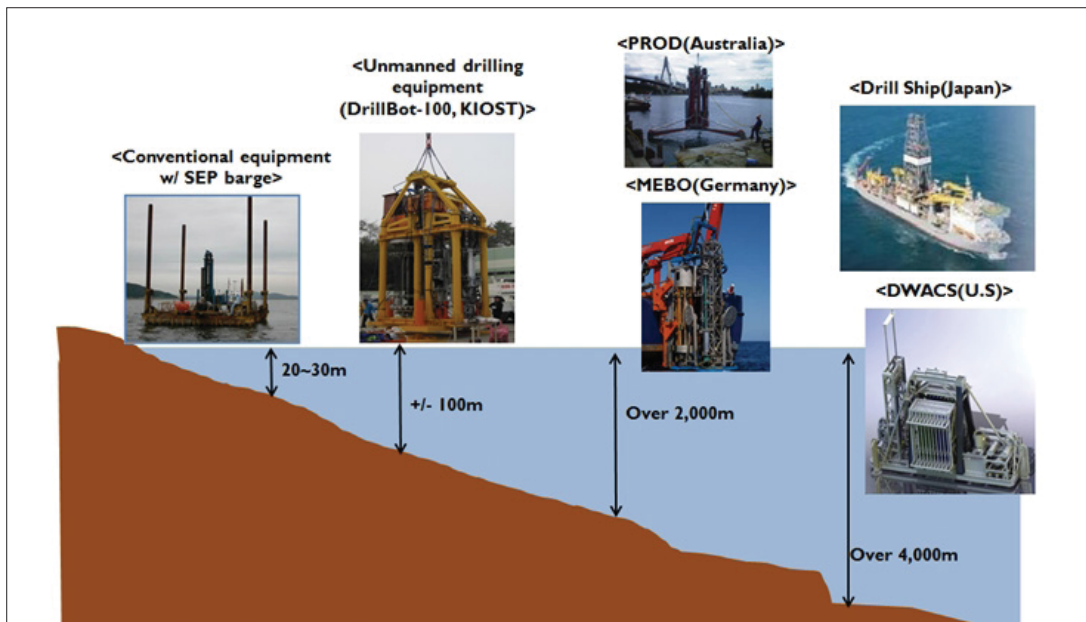 <Conventional equipment
w/ SEP barge>
<Unmanned drilling
equipment
(DrillBot-100, KIOST)>
<PROD(Australia)>
<MEBO(Germany)>
<Drill Ship(Japan)>
<DWACS(U.S)>
20~30m
+/- 100m
Over 2,000m
Over 4,000m